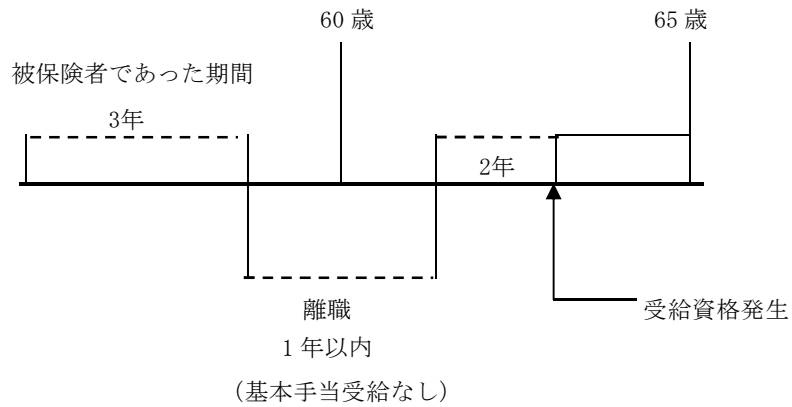 60 歳
65 歳
被保険者であった期間
3年
2年
離職
受給資格発生
1 年以内
（基本手当受給なし）